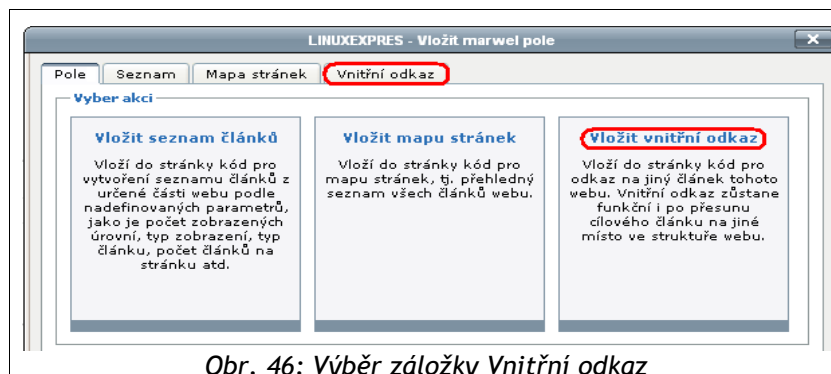 LINUXEXPRES - Vložit marwel pole
Pole Seznam Mapa stránek Vnitřní odkaz
Vyber akci
Vložit seznam článků
Vloží do stránky kód pro
vytvoření seznamu článků z
určené části webu podle
nadefinovaných parametrů,
jako je počet zobrazených
úrovní, typ zobrazení, typ
článku, počet článků na
stránku atd.
Vložit mapu stránek
Vloží do stránky kód pro
mapu stránek, tj. přehledný
seznam všech článků webu.
Vložit vnitřní odkaz
Vloží do stránky kód pro
odkaz na jiný článek tohoto
webu. Vnitřní odkaz zůstane
funkční i po přesunu
cílového článku na jiné
místo ve struktuře webu.
Obr. 46: Výběr záložky Vnitřní odkaz